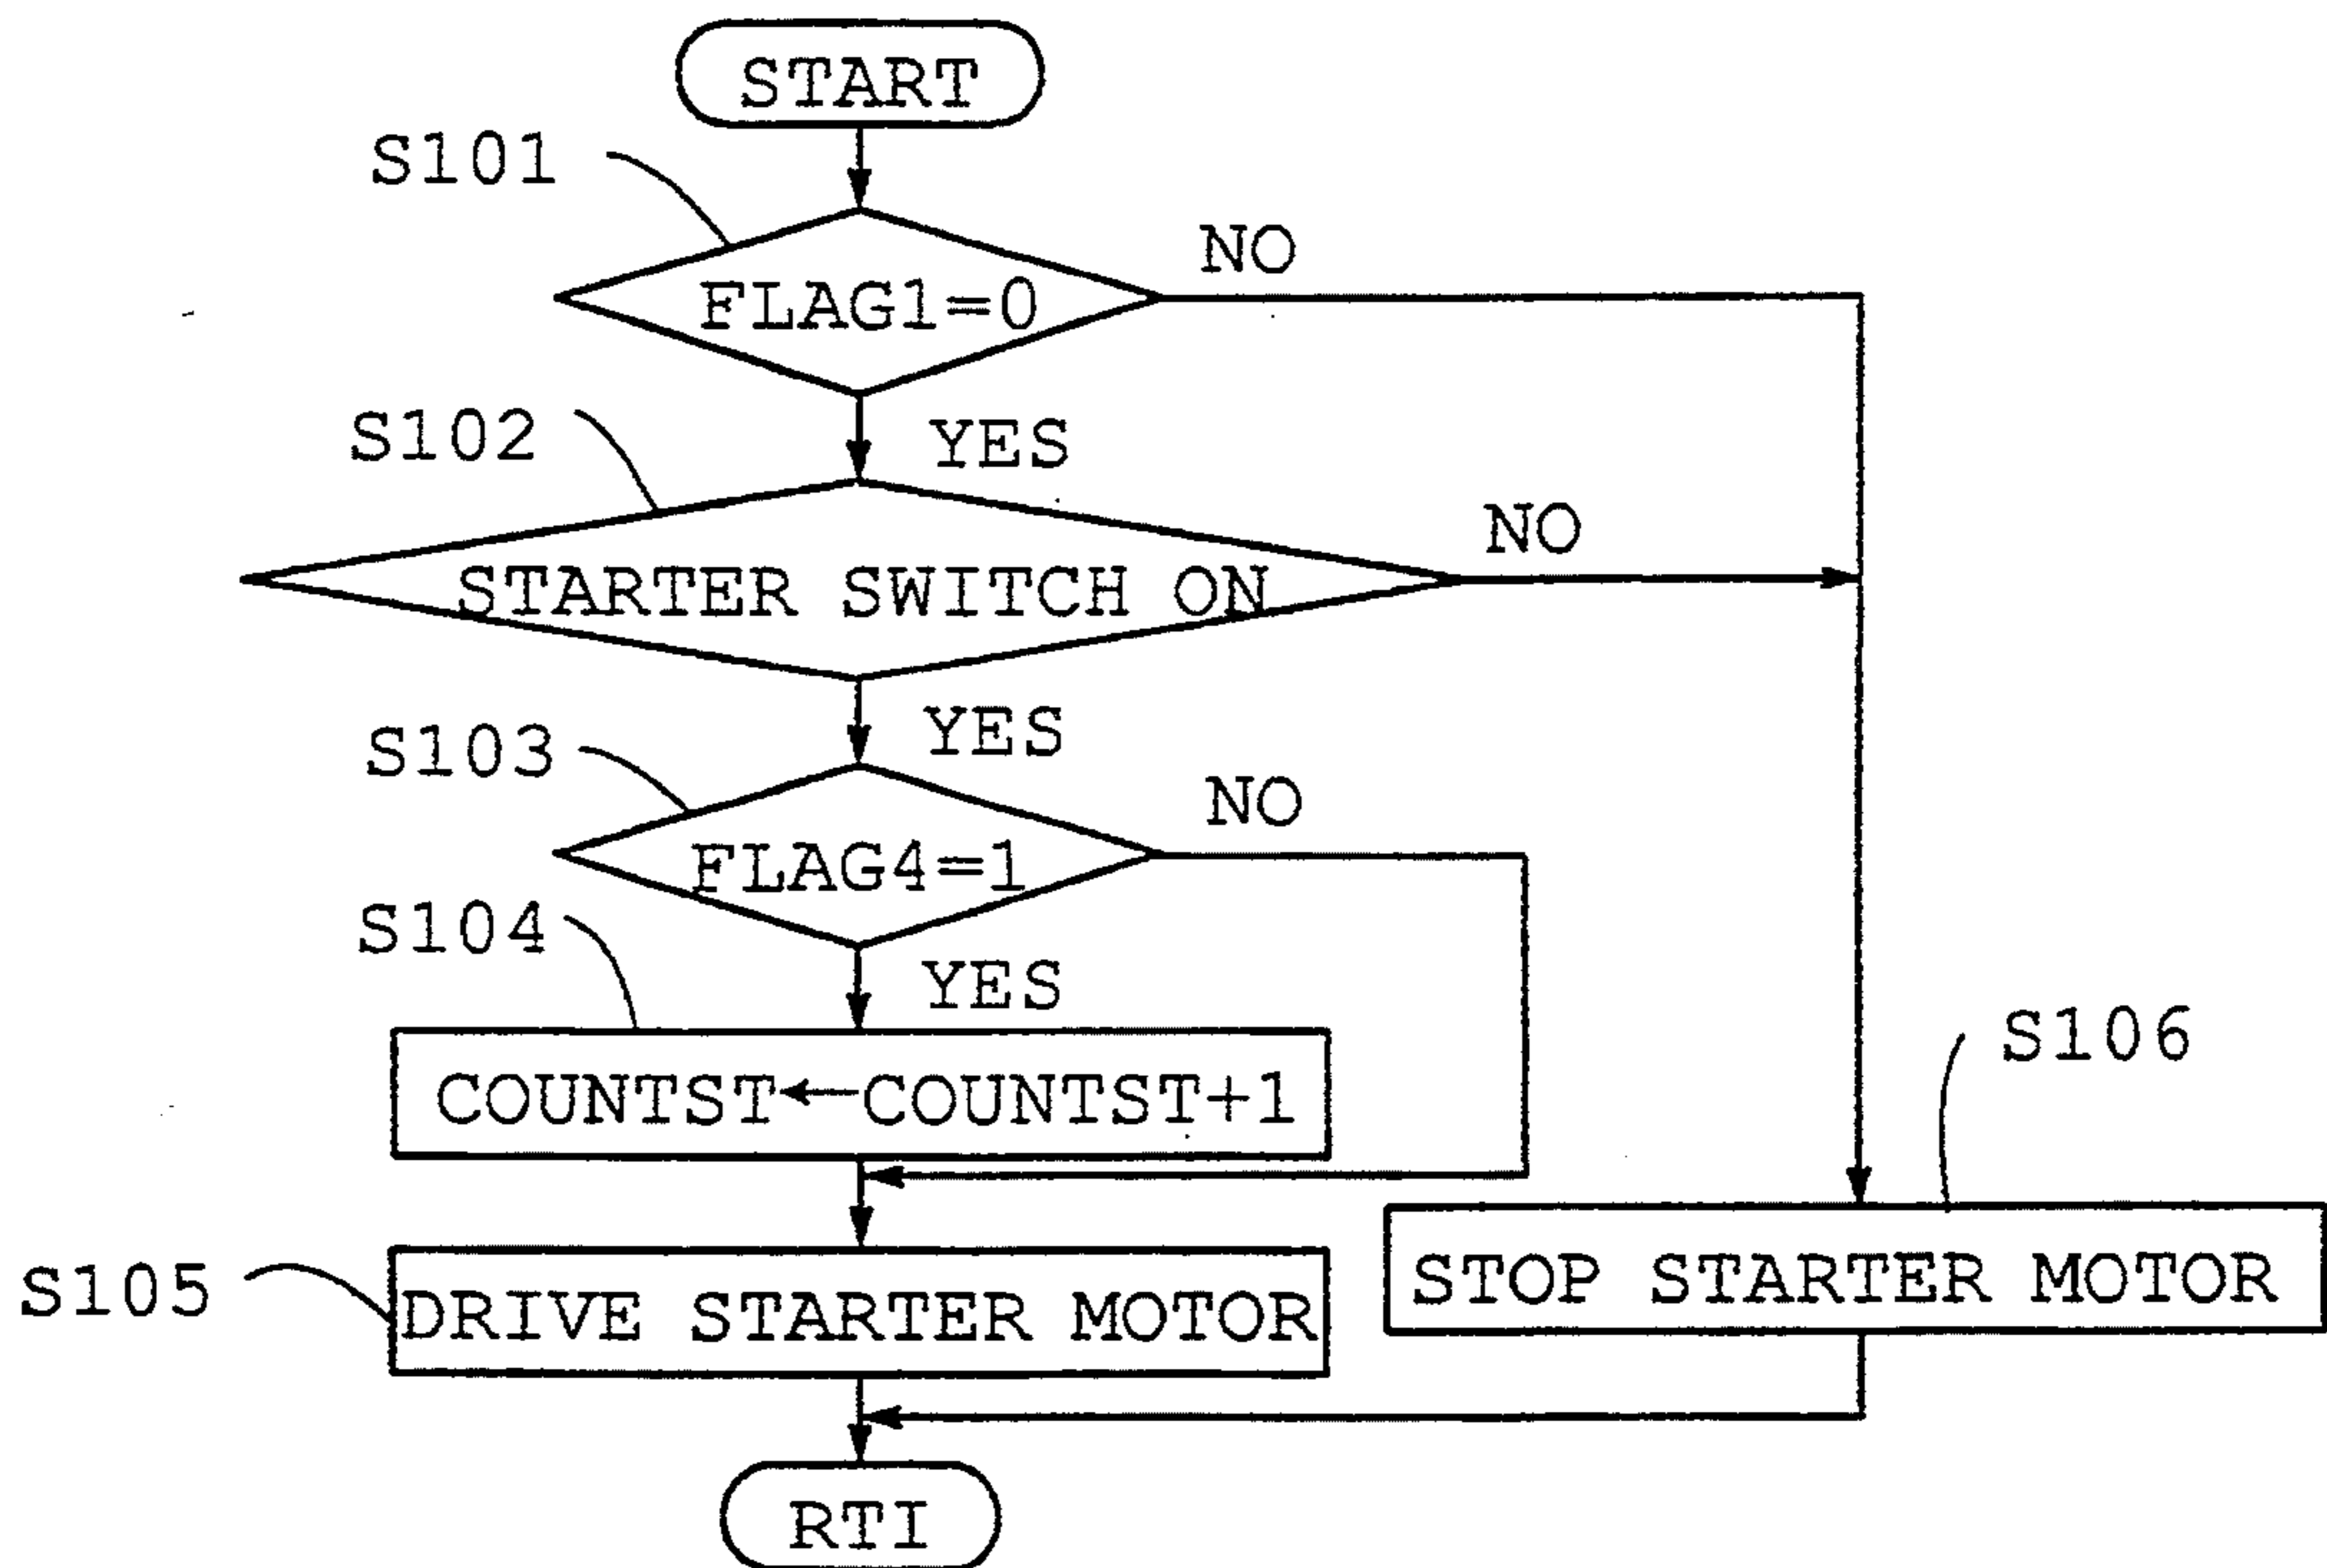 START
S101
NO
FLAG1=0
S102
YES
NO
STARTER SWITCH ON
S103
YES
NO
FLAG4=1
S104
YES
COUNTST←COUNTST+1
S106
S105
DRIVE STARTER MOTOR
STOP STARTER MOTOR
RTI